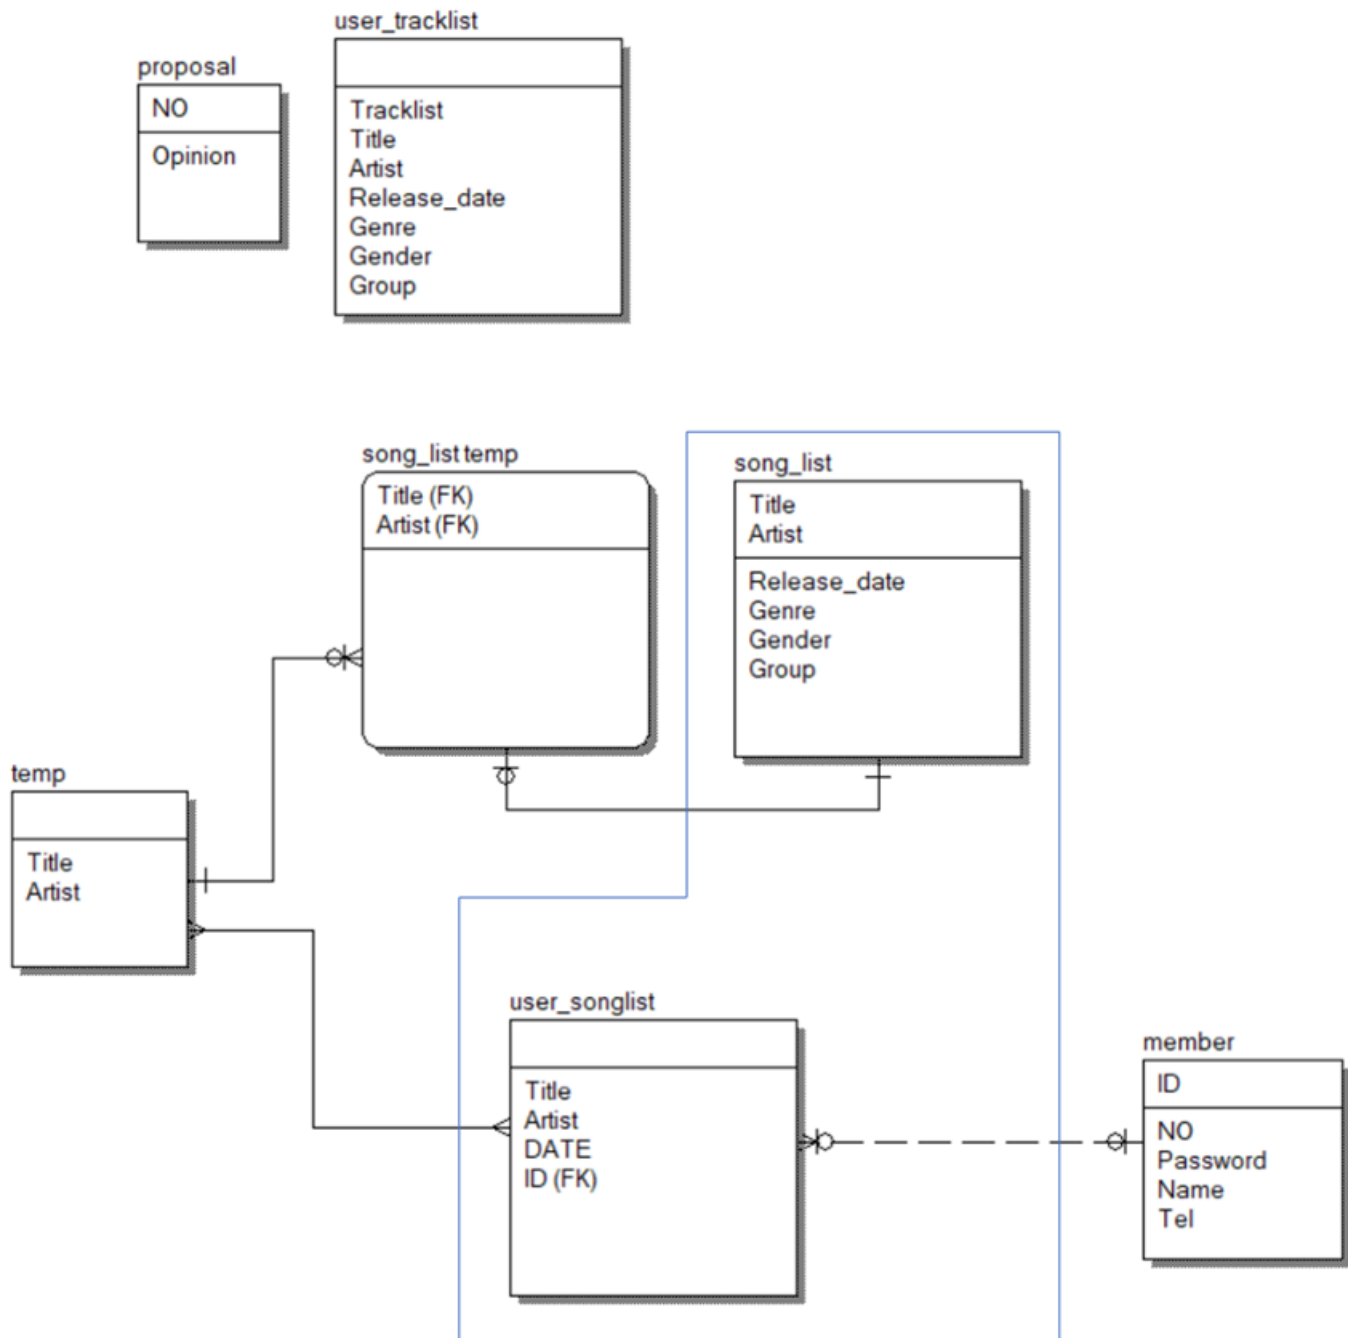 user_tracklist
Tracklist
Title
Artist
Release_date
Genre
Gender
Group
proposal
NO
Opinion
song_list temp
Title (FK)
Artist (FK)
song_list
Title
Artist
Release_date
Genre
Gender
Group
temp
Title
Artist
user_songlist
Title
Artist
DATE
ID (FK)
member
ID
NO
Password
Name
Tel